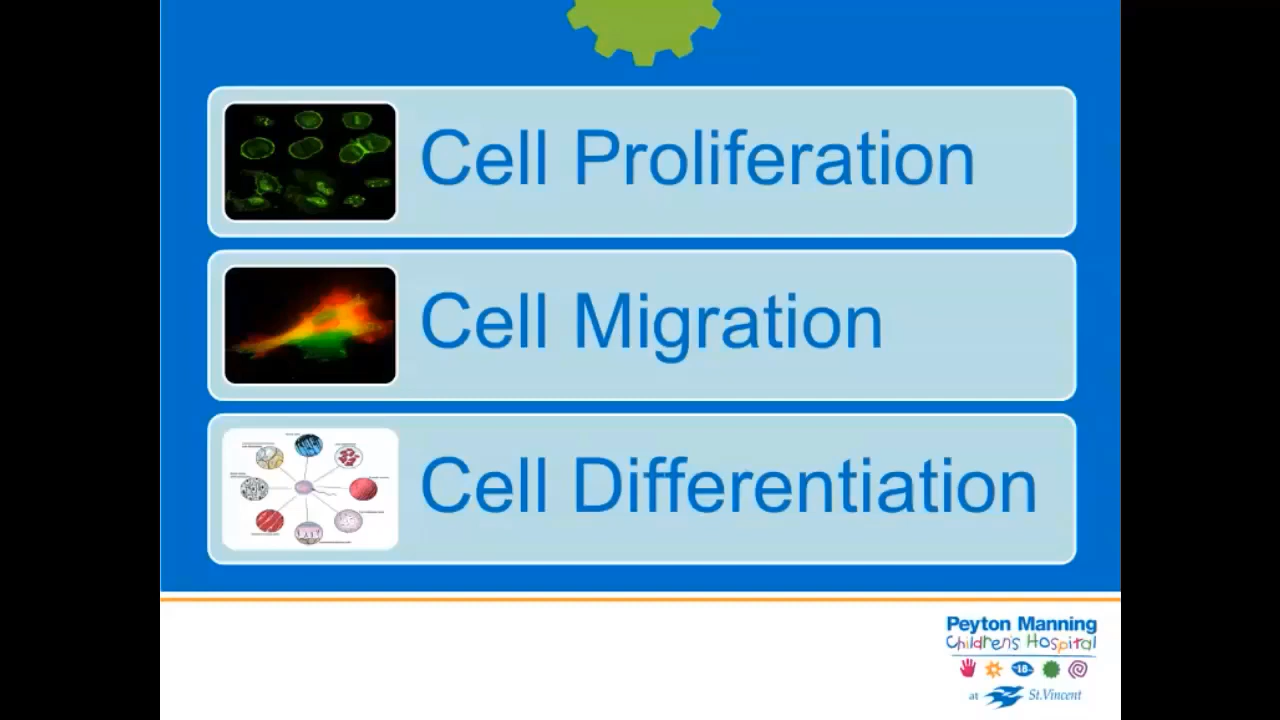 Cell Proliferation
Cell Migration
Cell Differentiation
Peyton Manning
Children's Hospital
18
at St.Vincent